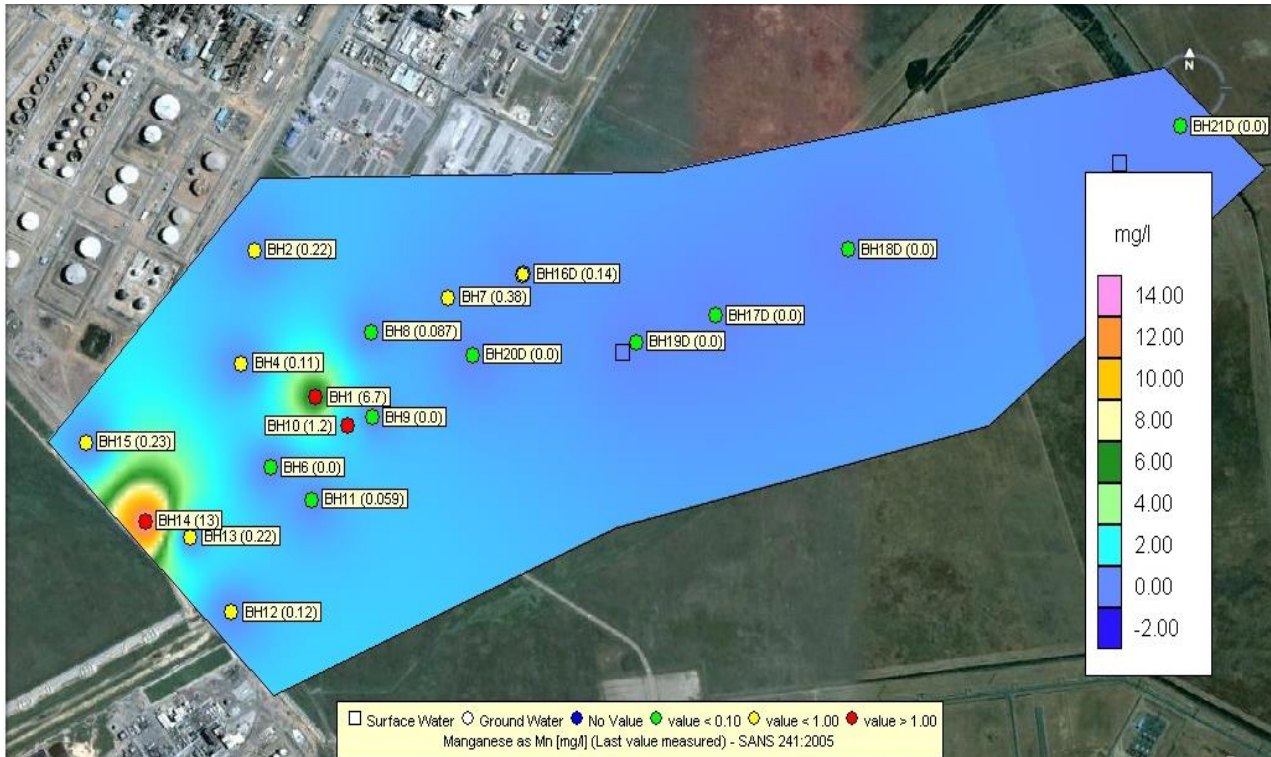 N
BH21D (0.0)
BH2 (0.22)
BH18D (0.0)
BH16D (0.14)
BH7 (0.38)
BH17D (0.0)
BH8 (0.087)
BH19D (0.0)
BH20D (0.0)
BH4 (0.11)
BH1 (6.7)
BH9 (0.0)
BH10 (1.2)
BH15 (0.23)
BH6 (0.0)
BH11 (0.059)
BH14 (13)
BH13 (0.22)
BH12 (0.12)
mg/l
14.00
12.00
10.00
8.00
6.00
4.00
2.00
0.00
-2.00
Surface Water Ground Water No Value value < 0.10 value < 1.00 value > 1.00
Manganese as Mn [mg/l] (Last value measured) - SANS 241:2005